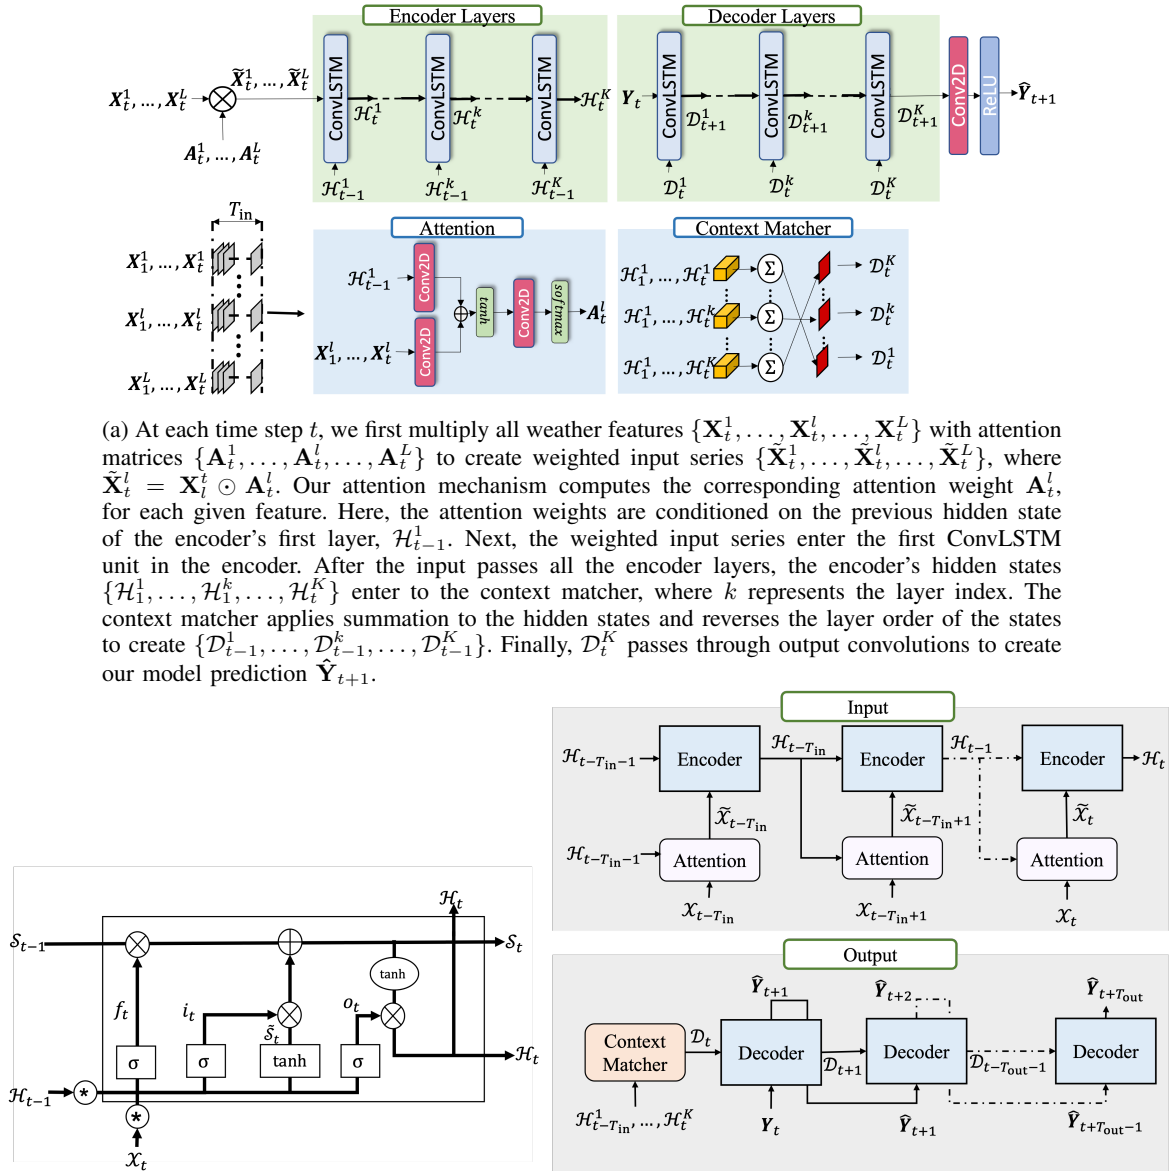 Encoder Layers
Decoder Layers
X_t^1, ..., X_t^L
X̃_t^1, ..., X̃_t^L
A_t^1, ..., A_t^L
ConvLSTM
ConvLSTM
ConvLSTM
ℋ_t^1
ℋ_t^k
ℋ_t^K
ℋ_{t-1}^1
ℋ_{t-1}^k
ℋ_{t-1}^K
Y_t
ConvLSTM
ConvLSTM
ConvLSTM
𝒟_{t+1}^1
𝒟_{t+1}^k
𝒟_{t+1}^K
𝒟_t^1
𝒟_t^k
𝒟_t^K
Conv2D
ReLU
Ŷ_{t+1}
T_in
X_1^1, ..., X_t^1
X_1^l, ..., X_t^l
X_1^L, ..., X_t^L
Attention
ℋ_{t-1}^1
X_1^l, ..., X_t^l
Conv2D
Conv2D
tanh
Conv2D
softmax
A_t^l
Context Matcher
ℋ_1^1, ..., ℋ_t^1
Σ
𝒟_t^K
ℋ_1^1, ..., ℋ_t^k
Σ
𝒟_t^k
ℋ_1^1, ..., ℋ_t^K
Σ
𝒟_t^1
(a) At each time step t, we first multiply all weather features {X_t^1, . . . , X_t^l, . . . , X_t^L} with attention
matrices {A_t^1, . . . , A_t^l, . . . , A_t^L} to create weighted input series {X̃_t^1, . . . , X̃_t^l, . . . , X̃_t^L}, where
X̃_t^l = X_l^t ⊙ A_t^l. Our attention mechanism computes the corresponding attention weight A_t^l,
for each given feature. Here, the attention weights are conditioned on the previous hidden state
of the encoder's first layer, ℋ_{t-1}^1. Next, the weighted input series enter the first ConvLSTM
unit in the encoder. After the input passes all the encoder layers, the encoder's hidden states
{ℋ_1^1, . . . , ℋ_1^k, . . . , ℋ_t^K} enter to the context matcher, where k represents the layer index. The
context matcher applies summation to the hidden states and reverses the layer order of the states
to create {𝒟_{t-1}^1, . . . , 𝒟_{t-1}^k, . . . , 𝒟_{t-1}^K}. Finally, 𝒟_t^K passes through output convolutions to create
our model prediction Ŷ_{t+1}.
𝒮_{t-1}
ℋ_t
𝒮_t
tanh
f_t
i_t
𝒮̃_t
o_t
σ
σ
tanh
σ
ℋ_t
ℋ_{t-1}
*
*
𝒳_t
Input
ℋ_{t-T_in-1}
Encoder
ℋ_{t-T_in}
Encoder
ℋ_{t-1}
Encoder
ℋ_t
𝒳̃_{t-T_in}
𝒳̃_{t-T_in+1}
𝒳̃_t
ℋ_{t-T_in-1}
Attention
Attention
Attention
𝒳_{t-T_in}
𝒳_{t-T_in+1}
𝒳_t
Output
Ŷ_{t+1}
Ŷ_{t+2}
Ŷ_{t+T_out}
Context
Matcher
𝒟_t
Decoder
𝒟_{t+1}
Decoder
𝒟_{t-T_out-1}
Decoder
ℋ_{t-T_in}^1, ..., ℋ_t^K
Y_t
Ŷ_{t+1}
Ŷ_{t+T_out-1}